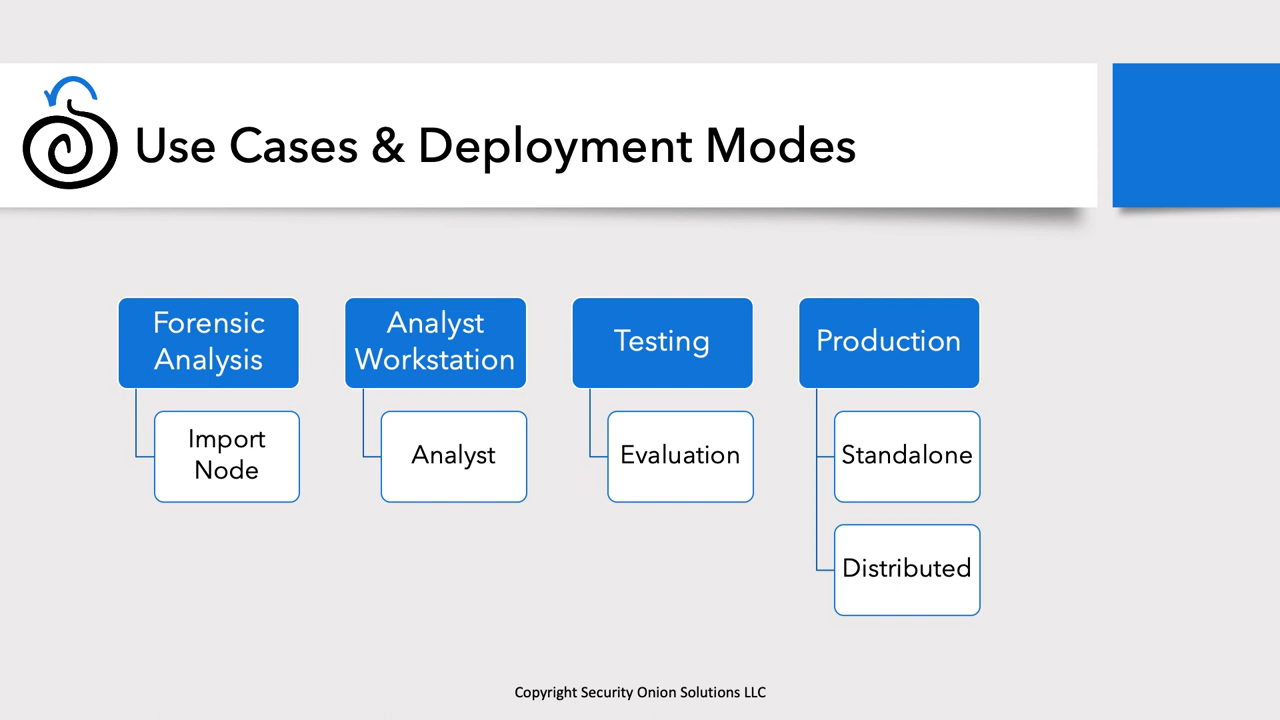 Use Cases & Deployment Modes
Forensic
Analysis
Import
Node
Analyst
Workstation
Analyst
Testing
Evaluation
Production
Standalone
Distributed
Copyright Security Onion Solutions LLC